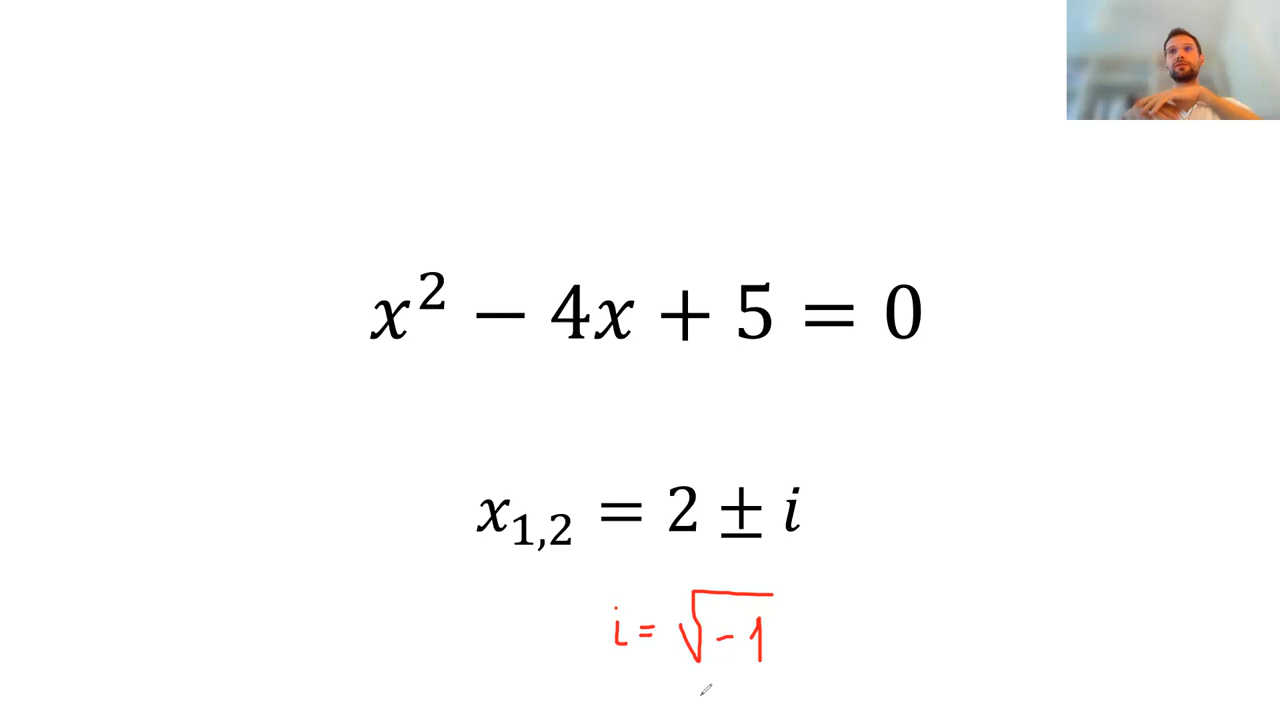 x² − 4x + 5 = 0
x₁,₂ = 2 ± i
i = √-1